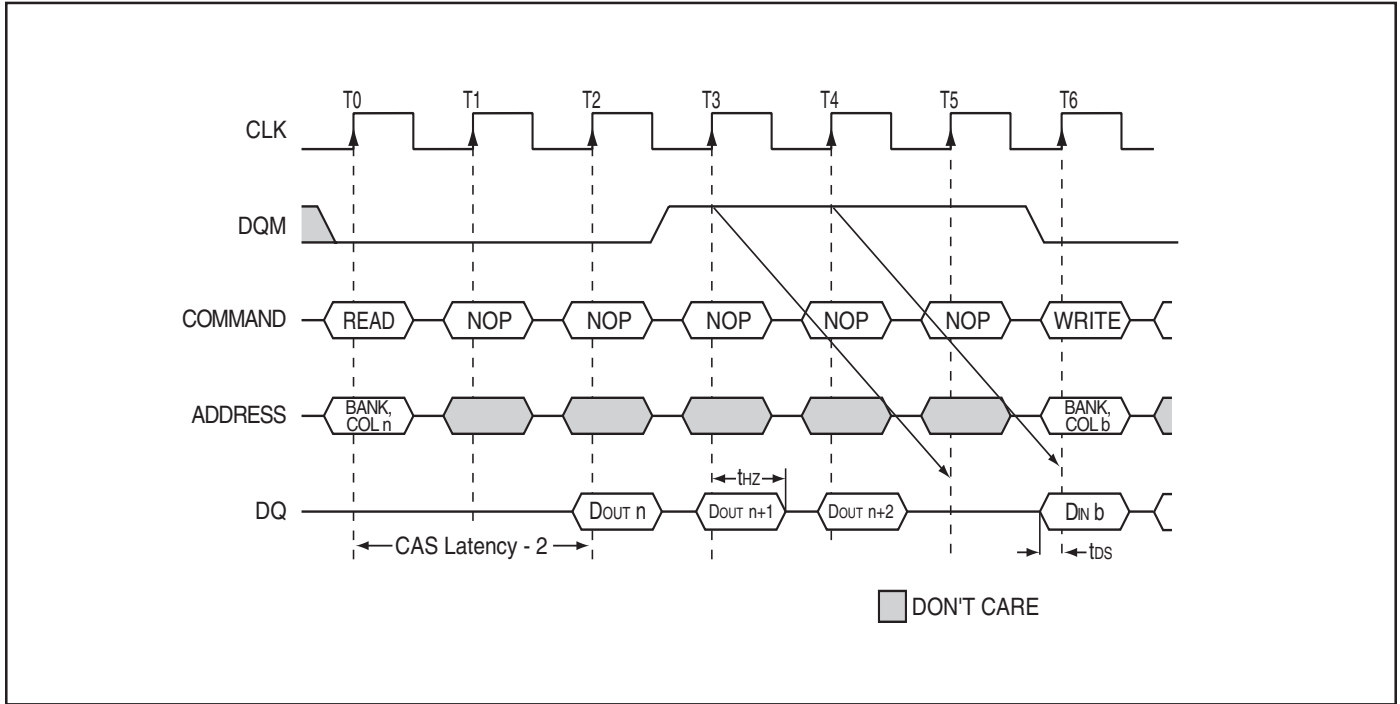 T0 T1 T2 T3 T4 T5 T6
CLK
DQM
COMMAND READ NOP NOP NOP NOP NOP WRITE
ADDRESS BANK, COL n BANK, COL b
tHZ
DQ DOUT n DOUT n+1 DOUT n+2 DIN b
CAS Latency - 2 tDS
DON'T CARE